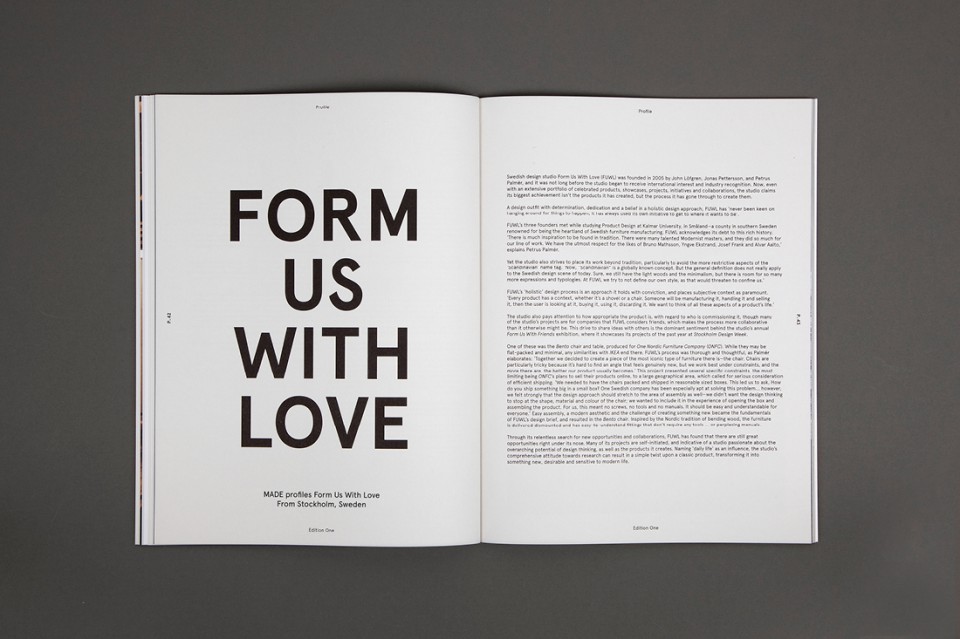 Profile
FORM
US
WITH
LOVE
MADE profiles Form Us With Love
From Stockholm, Sweden
Edition One
P.42
Profile
Swedish design studio Form Us With Love (FUWL) was founded in 2005 by John Löfgren, Jonas Pettersson, and Petrus
Palmér, and it was not long before the studio began to receive international interest and industry recognition. Now, even
with an extensive portfolio of celebrated products, showcases, projects, initiatives and collaborations, the studio claims
its biggest achievement isn't the products it has created, but the process it has gone through to create them.
A design outfit with determination, dedication and a belief in a holistic design approach, FUWL has 'never been keen on
hanging around for things to happen, it has always used its own initiative to get to where it wants to be'.
FUWL's three founders met while studying Product Design at Kalmar University, in Småland—a county in southern Sweden
renowned for being the heartland of Swedish furniture manufacturing. FUWL acknowledges its debt to this rich history.
'There is much inspiration to be found in tradition. There were many talented Modernist masters, and they did so much for
our line of work. We have the utmost respect for the likes of Bruno Mathsson, Yngve Ekstrand, Josef Frank and Alvar Aalto,'
explains Petrus Palmér.
Yet the studio also strives to place its work beyond tradition, particularly to avoid the more restrictive aspects of the
'scandinavian' name tag. 'Now, 'scandinavian' is a globally known concept. But the general definition does not really apply
to the Swedish design scene of today. Sure, we still have the light woods and the minimalism, but there is room for so many
more expressions and typologies. At FUWL, we try to not define our own style, as that would threaten to confine us.'
FUWL's 'holistic' design process is an approach it holds with conviction, and places subjective context as paramount.
'Every product has a context, whether it's a shovel or a chair. Someone will be manufacturing it, handling it and selling
it, then the user is looking at it, buying it, using it, discarding it. We want to think of all these aspects of a product's life.'
The studio also pays attention to how appropriate the product is, with regard to who is commissioning it, though many
of the studio's projects are for companies that FUWL considers friends, which makes the process more collaborative
than it otherwise might be. This drive to share ideas with others is the dominant sentiment behind the studio's annual
Form Us With Friends exhibition, where it showcases its projects of the past year at Stockholm Design Week.
One of these was the Bento chair and table, produced for One Nordic Furniture Company (ONFC). While they may be
flat-packed and minimal, any similarities with IKEA end there. FUWL's process was thorough and thoughtful, as Palmér
elaborates: 'Together we decided to create a piece of the most iconic type of furniture there is—the chair. Chairs are
particularly tricky because it's hard to find an angle that feels genuinely new, but we work best under constraints, and the
more there are, the better our product usually becomes.' This project presented several specific constraints, the most
limiting being ONFC's plans to sell their products online, to a large geographical area, which called for serious consideration
of efficient shipping. 'We needed to have the chairs packed and shipped in reasonable sized boxes. This led us to ask, How
do you ship something big in a small box? One Swedish company has been especially apt at solving this problem... however,
we felt strongly that the design approach should stretch to the area of assembly as well—we didn't want the design thinking
to stop at the shape, material and colour of the chair; we wanted to include it in the experience of opening the box and
assembling the product. For us, this meant no screws, no tools and no manuals. It should be easy and understandable for
everyone.' Easy assembly, a modern aesthetic and the challenge of creating something new became the fundamentals
of FUWL's design brief, and resulted in the Bento chair. Inspired by the Nordic tradition of bending wood, the furniture
is delivered dismounted and has easy-to-understand fittings that don't require any tools ... or perplexing manuals.
Through its relentless search for new opportunities and collaborations, FUWL has found that there are still great
opportunities right under its nose. Many of its projects are self-initiated, and indicative of a studio passionate about the
overarching potential of design thinking, as well as the products it creates. Naming 'daily life' as an influence, the studio's
comprehensive attitude towards research can result in a simple twist upon a classic product, transforming it into
something new, desirable and sensitive to modern life.
Edition One
P.43